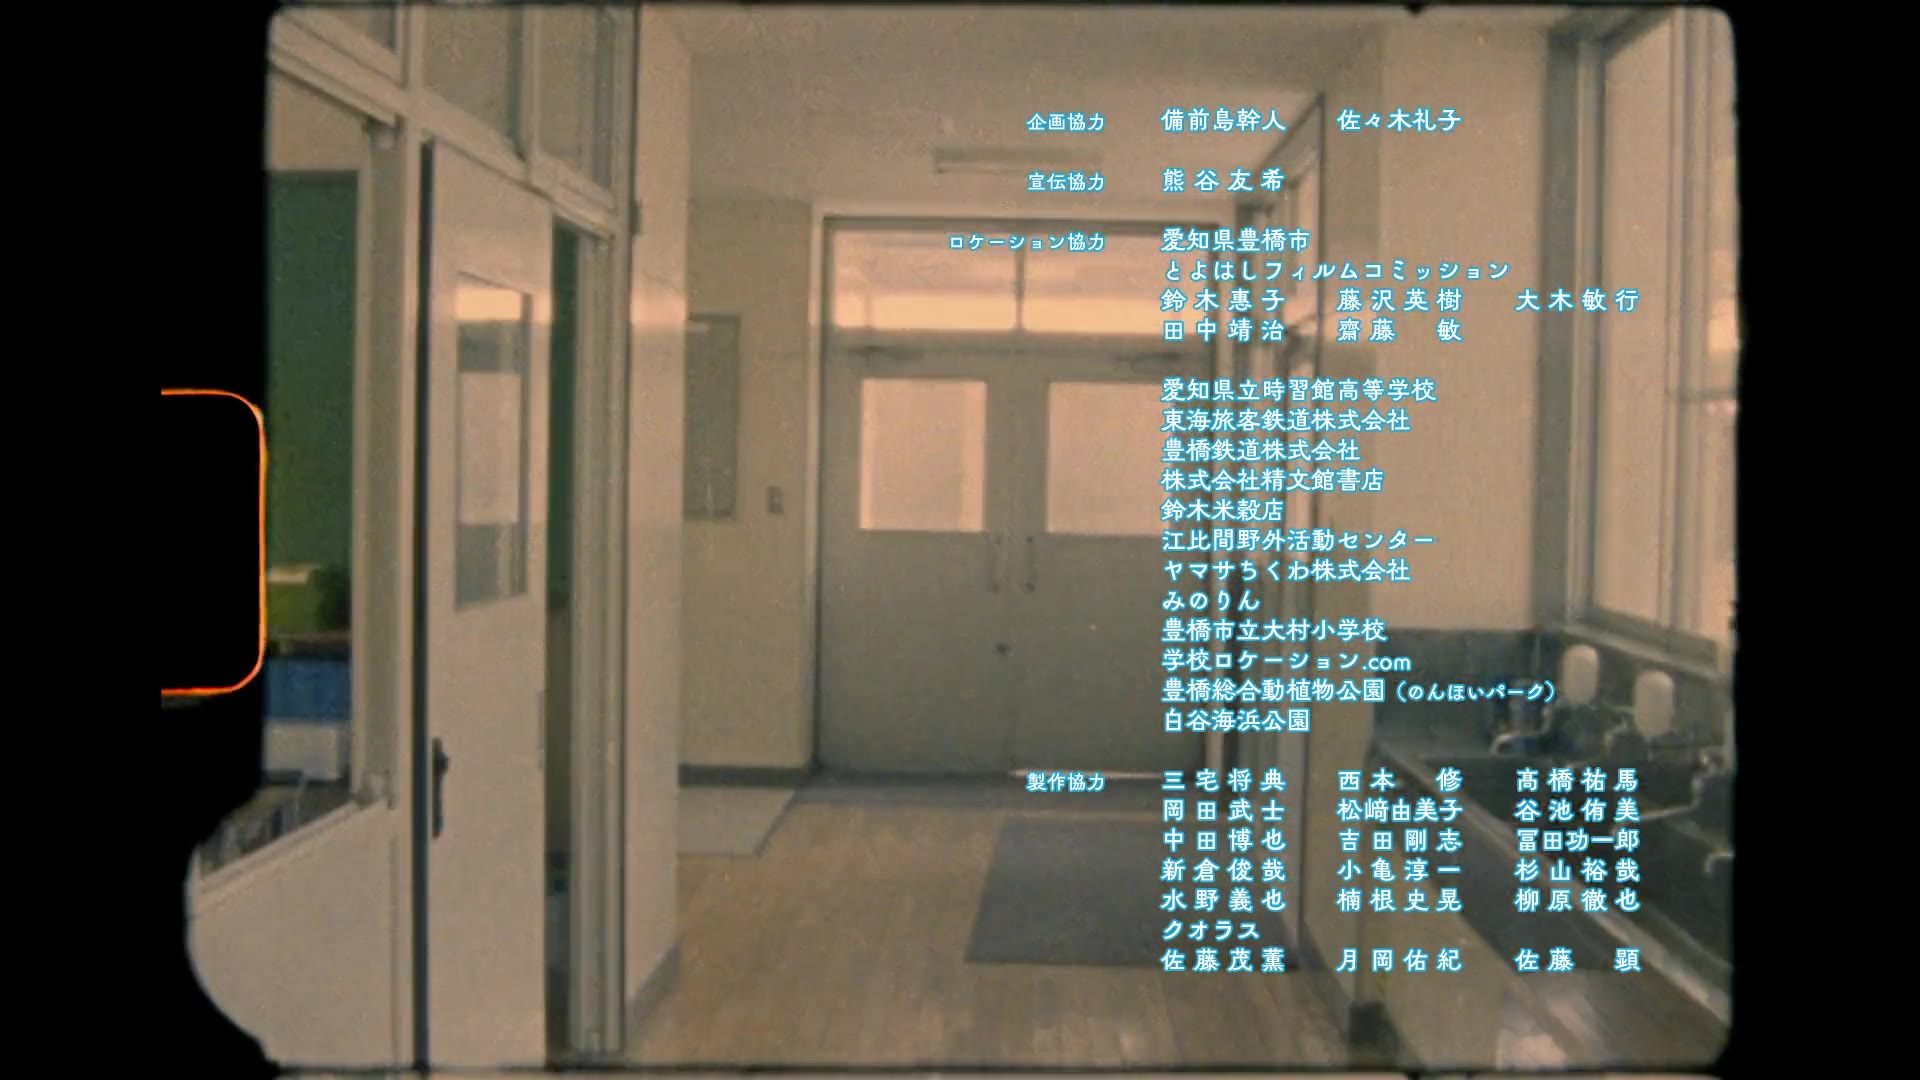 企画協力 備前島幹人 佐々木礼子
宣伝協力 熊谷友希
ロケーション協力 愛知県豊橋市
とよはしフィルムコミッション
鈴木惠子 藤沢英樹 大木敏行
田中靖治 齋藤 敏
愛知県立時習館高等学校
東海旅客鉄道株式会社
豊橋鉄道株式会社
株式会社精文館書店
鈴木米穀店
江比間野外活動センター
ヤマサちくわ株式会社
みのりん
豊橋市立大村小学校
学校ロケーション.com
豊橋総合動植物公園（のんほいパーク）
白谷海浜公園
製作協力 三宅将典 西本 修 髙橋祐馬
岡田武士 松﨑由美子 谷池侑美
中田博也 吉田剛志 冨田功一郎
新倉俊哉 小亀淳一 杉山裕哉
水野義也 楠根史晃 柳原徹也
クオラス
佐藤茂薫 月岡佑紀 佐藤 顕